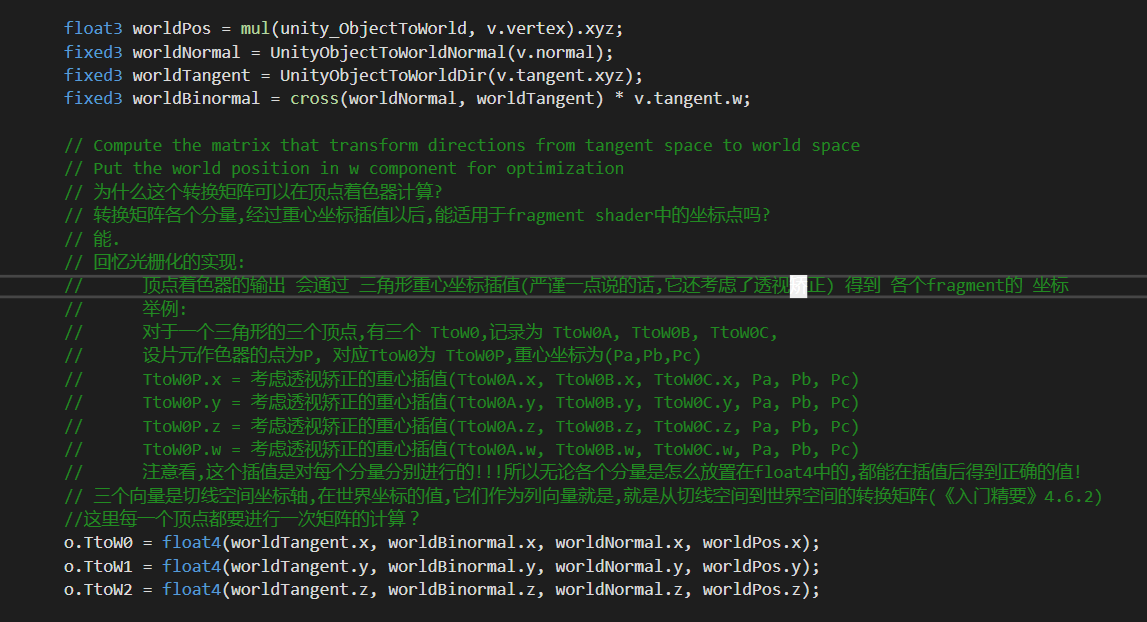 float3 worldPos = mul(unity_ObjectToWorld, v.vertex).xyz;
fixed3 worldNormal = UnityObjectToWorldNormal(v.normal);
fixed3 worldTangent = UnityObjectToWorldDir(v.tangent.xyz);
fixed3 worldBinormal = cross(worldNormal, worldTangent) * v.tangent.w;
// Compute the matrix that transform directions from tangent space to world space
// Put the world position in w component for optimization
// 为什么这个转换矩阵可以在顶点着色器计算?
// 转换矩阵各个分量,经过重心坐标插值以后,能适用于fragment shader中的坐标点吗?
// 能.
// 回忆光栅化的实现:
// 顶点着色器的输出 会通过 三角形重心坐标插值(严谨一点说的话,它还考虑了透视正) 得到 各个fragment的 坐标
// 举例:
// 对于一个三角形的三个顶点,有三个 TtoW0,记录为 TtoW0A, TtoW0B, TtoW0C,
// 设片元作色器的点为P, 对应TtoW0为 TtoW0P,重心坐标为(Pa,Pb,Pc)
// TtoW0P.x = 考虑透视矫正的重心插值(TtoW0A.x, TtoW0B.x, TtoW0C.x, Pa, Pb, Pc)
// TtoW0P.y = 考虑透视矫正的重心插值(TtoW0A.y, TtoW0B.y, TtoW0C.y, Pa, Pb, Pc)
// TtoW0P.z = 考虑透视矫正的重心插值(TtoW0A.z, TtoW0B.z, TtoW0C.z, Pa, Pb, Pc)
// TtoW0P.w = 考虑透视矫正的重心插值(TtoW0A.w, TtoW0B.w, TtoW0C.w, Pa, Pb, Pc)
// 注意看,这个插值是对每个分量分别进行的!!!所以无论各个分量是怎么放置在float4中的,都能在插值后得到正确的值!
// 三个向量是切线空间坐标轴,在世界坐标的值,它们作为列向量就是,就是从切线空间到世界空间的转换矩阵(《入门精要》4.6.2)
//这里每一个顶点都要进行一次矩阵的计算？
o.TtoW0 = float4(worldTangent.x, worldBinormal.x, worldNormal.x, worldPos.x);
o.TtoW1 = float4(worldTangent.y, worldBinormal.y, worldNormal.y, worldPos.y);
o.TtoW2 = float4(worldTangent.z, worldBinormal.z, worldNormal.z, worldPos.z);